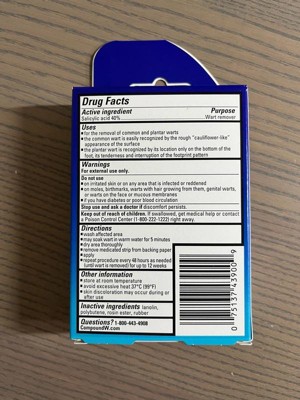 Drug Facts
Active ingredient Purpose
Salicylic acid 40% Wart remover
Uses
• for the removal of common and plantar warts
• the common wart is easily recognized by the rough "cauliflower-like"
appearance of the surface
• the plantar wart is recognized by its location only on the bottom of the
foot, its tenderness and interruption of the footprint pattern
Warnings
For external use only.
Do not use
• on irritated skin or on any area that is infected or reddened
• on moles, birthmarks, warts with hair growing from them, genital warts,
or warts on the face or mucous membranes
• if you have diabetes or poor blood circulation
Stop use and ask a doctor if discomfort persists.
Keep out of reach of children. If swallowed, get medical help or contact
a Poison Control Center (1-800-222-1222) right away.
Directions
• wash affected area
• may soak wart in warm water for 5 minutes
• dry area thoroughly
• remove medicated strip from backing paper
• apply
• repeat procedure every 48 hours as needed
(until wart is removed) for up to 12 weeks
Other information
• store at room temperature
• avoid excessive heat 37°C (99°F)
• skin discoloration may occur during or
after use
Inactive ingredients lanolin,
polybutene, rosin ester, rubber
Questions? 1-800-443-4908
CompoundW.com
0 75137 43900 9